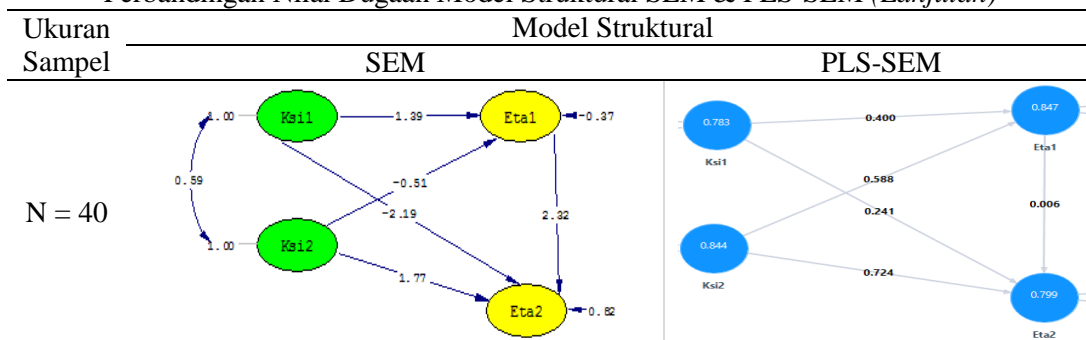 Perbandingan Nilai Dugaan Model Struktural SEM & PLS-SEM (Lanjutan)
Ukuran Sampel
Model Struktural
SEM
PLS-SEM
N = 40
1.00
Ksi1
1.39
Eta1
-0.37
0.59
-0.51
-2.19
2.32
1.00
Ksi2
1.77
Eta2
0.82
0.783
Ksi1
0.400
0.847
Eta1
0.588
0.241
0.006
0.844
Ksi2
0.724
0.799
Eta2